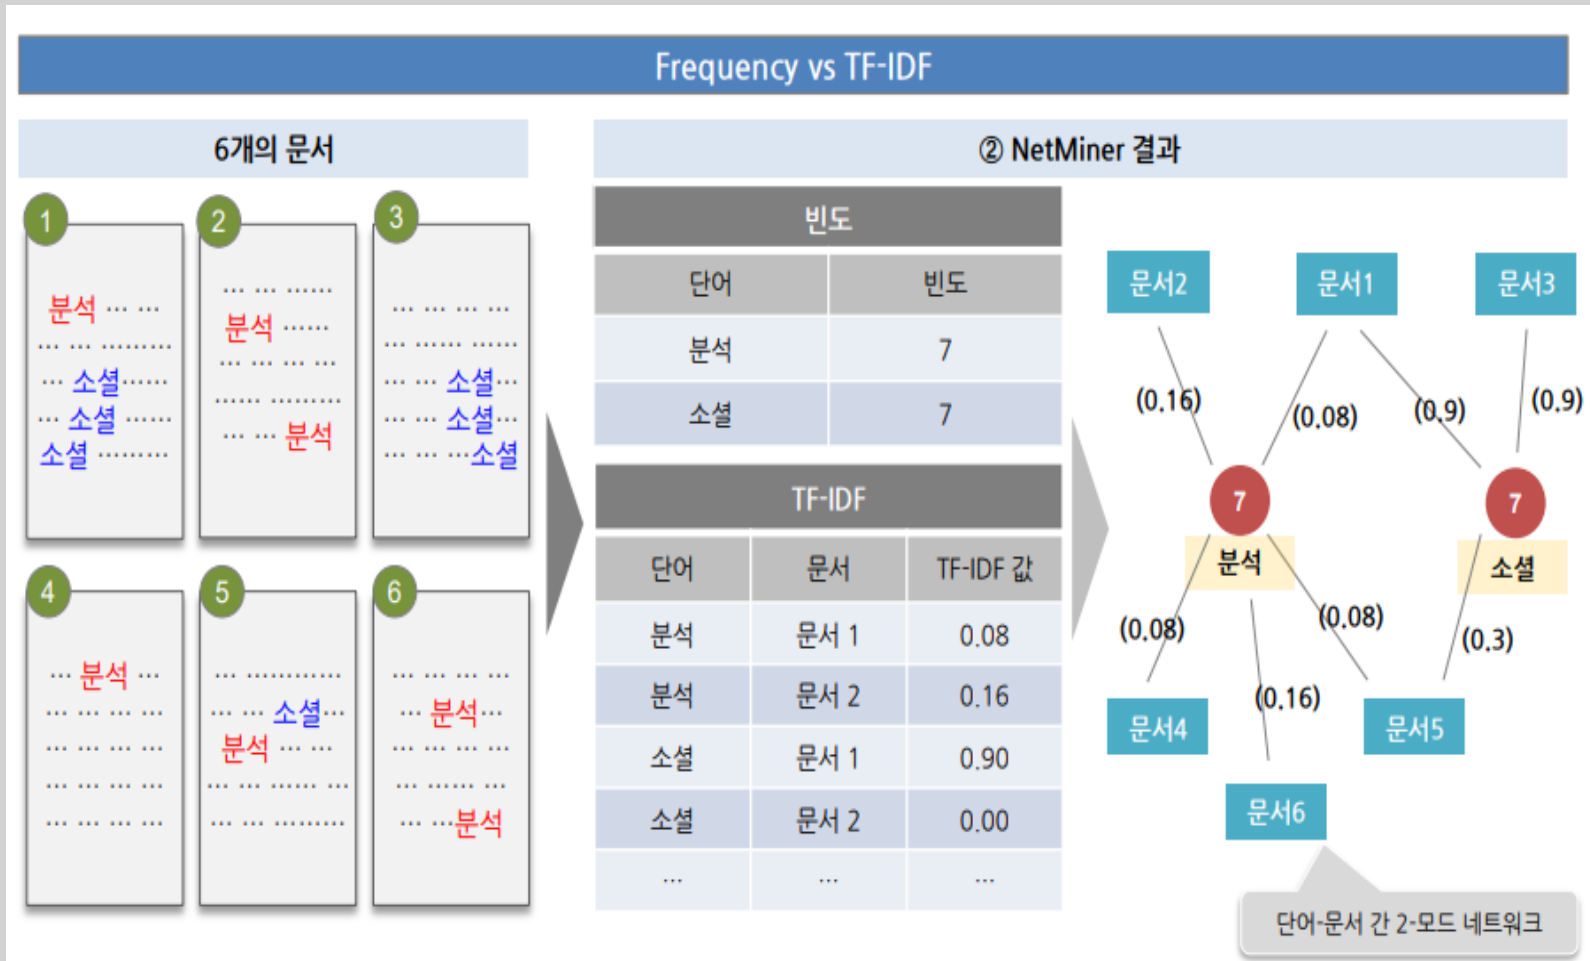 Frequency vs TF-IDF
6개의 문서
1
분석 … …
… … ………
… 소셜……
… 소셜 ……
소셜 ………
2
… … ……
분석 ……
… … … …
…… ………
… … 분석
3
… … … …
… …… ……
… … 소셜…
… … 소셜…
… … …소셜
4
… 분석 …
… … … …
… … … …
… … … …
… … … …
5
… … …………
… … 소셜…
분석 … …
… … …… …
… … ………
6
… … … …
… 분석…
… … … …
… …… …
… …분석
② NetMiner 결과
빈도
단어 빈도
분석 7
소셜 7
TF-IDF
단어 문서 TF-IDF 값
분석 문서 1 0.08
분석 문서 2 0.16
소셜 문서 1 0.90
소셜 문서 2 0.00
… … …
문서2 문서1 문서3
(0.16) (0.08) (0.9) (0.9)
7 7
분석 소셜
(0.08) (0.08) (0.3)
(0.16)
문서4 문서5
문서6
단어-문서 간 2-모드 네트워크